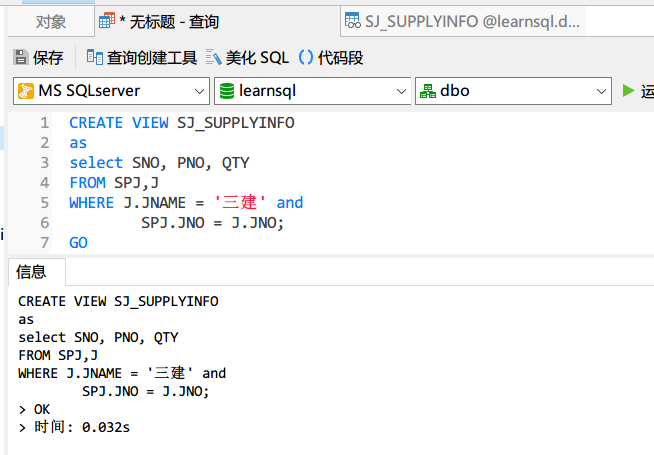 对象
* 无标题 - 查询
SJ_SUPPLYINFO @learnsql.d...
保存
查询创建工具
美化 SQL
() 代码段
MS SQLserver
learnsql
dbo
运
1 CREATE VIEW SJ_SUPPLYINFO
2 as
3 select SNO, PNO, QTY
4 FROM SPJ,J
5 WHERE J.JNAME = '三建' and
6 SPJ.JNO = J.JNO;
7 GO
i
信息
CREATE VIEW SJ_SUPPLYINFO
as
select SNO, PNO, QTY
FROM SPJ,J
WHERE J.JNAME = '三建' and
SPJ.JNO = J.JNO;
> OK
> 时间: 0.032s